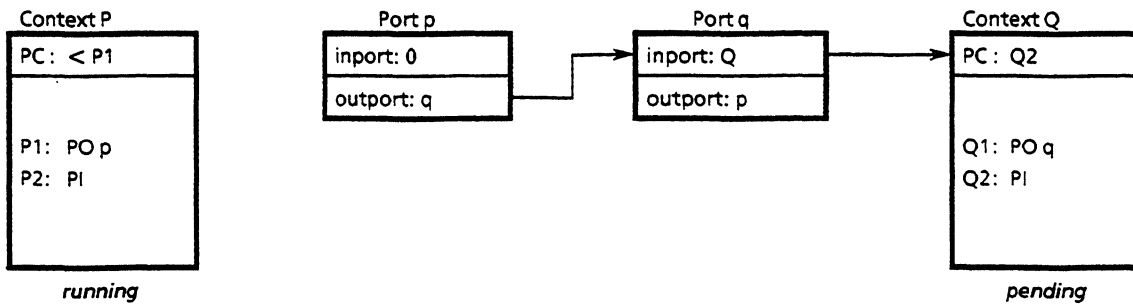 Context P
PC: < P1
P1: PO p
P2: PI
running
Port p
inport: 0
outport: q
Port q
inport: Q
outport: p
Context Q
PC: Q2
Q1: PO q
Q2: PI
pending